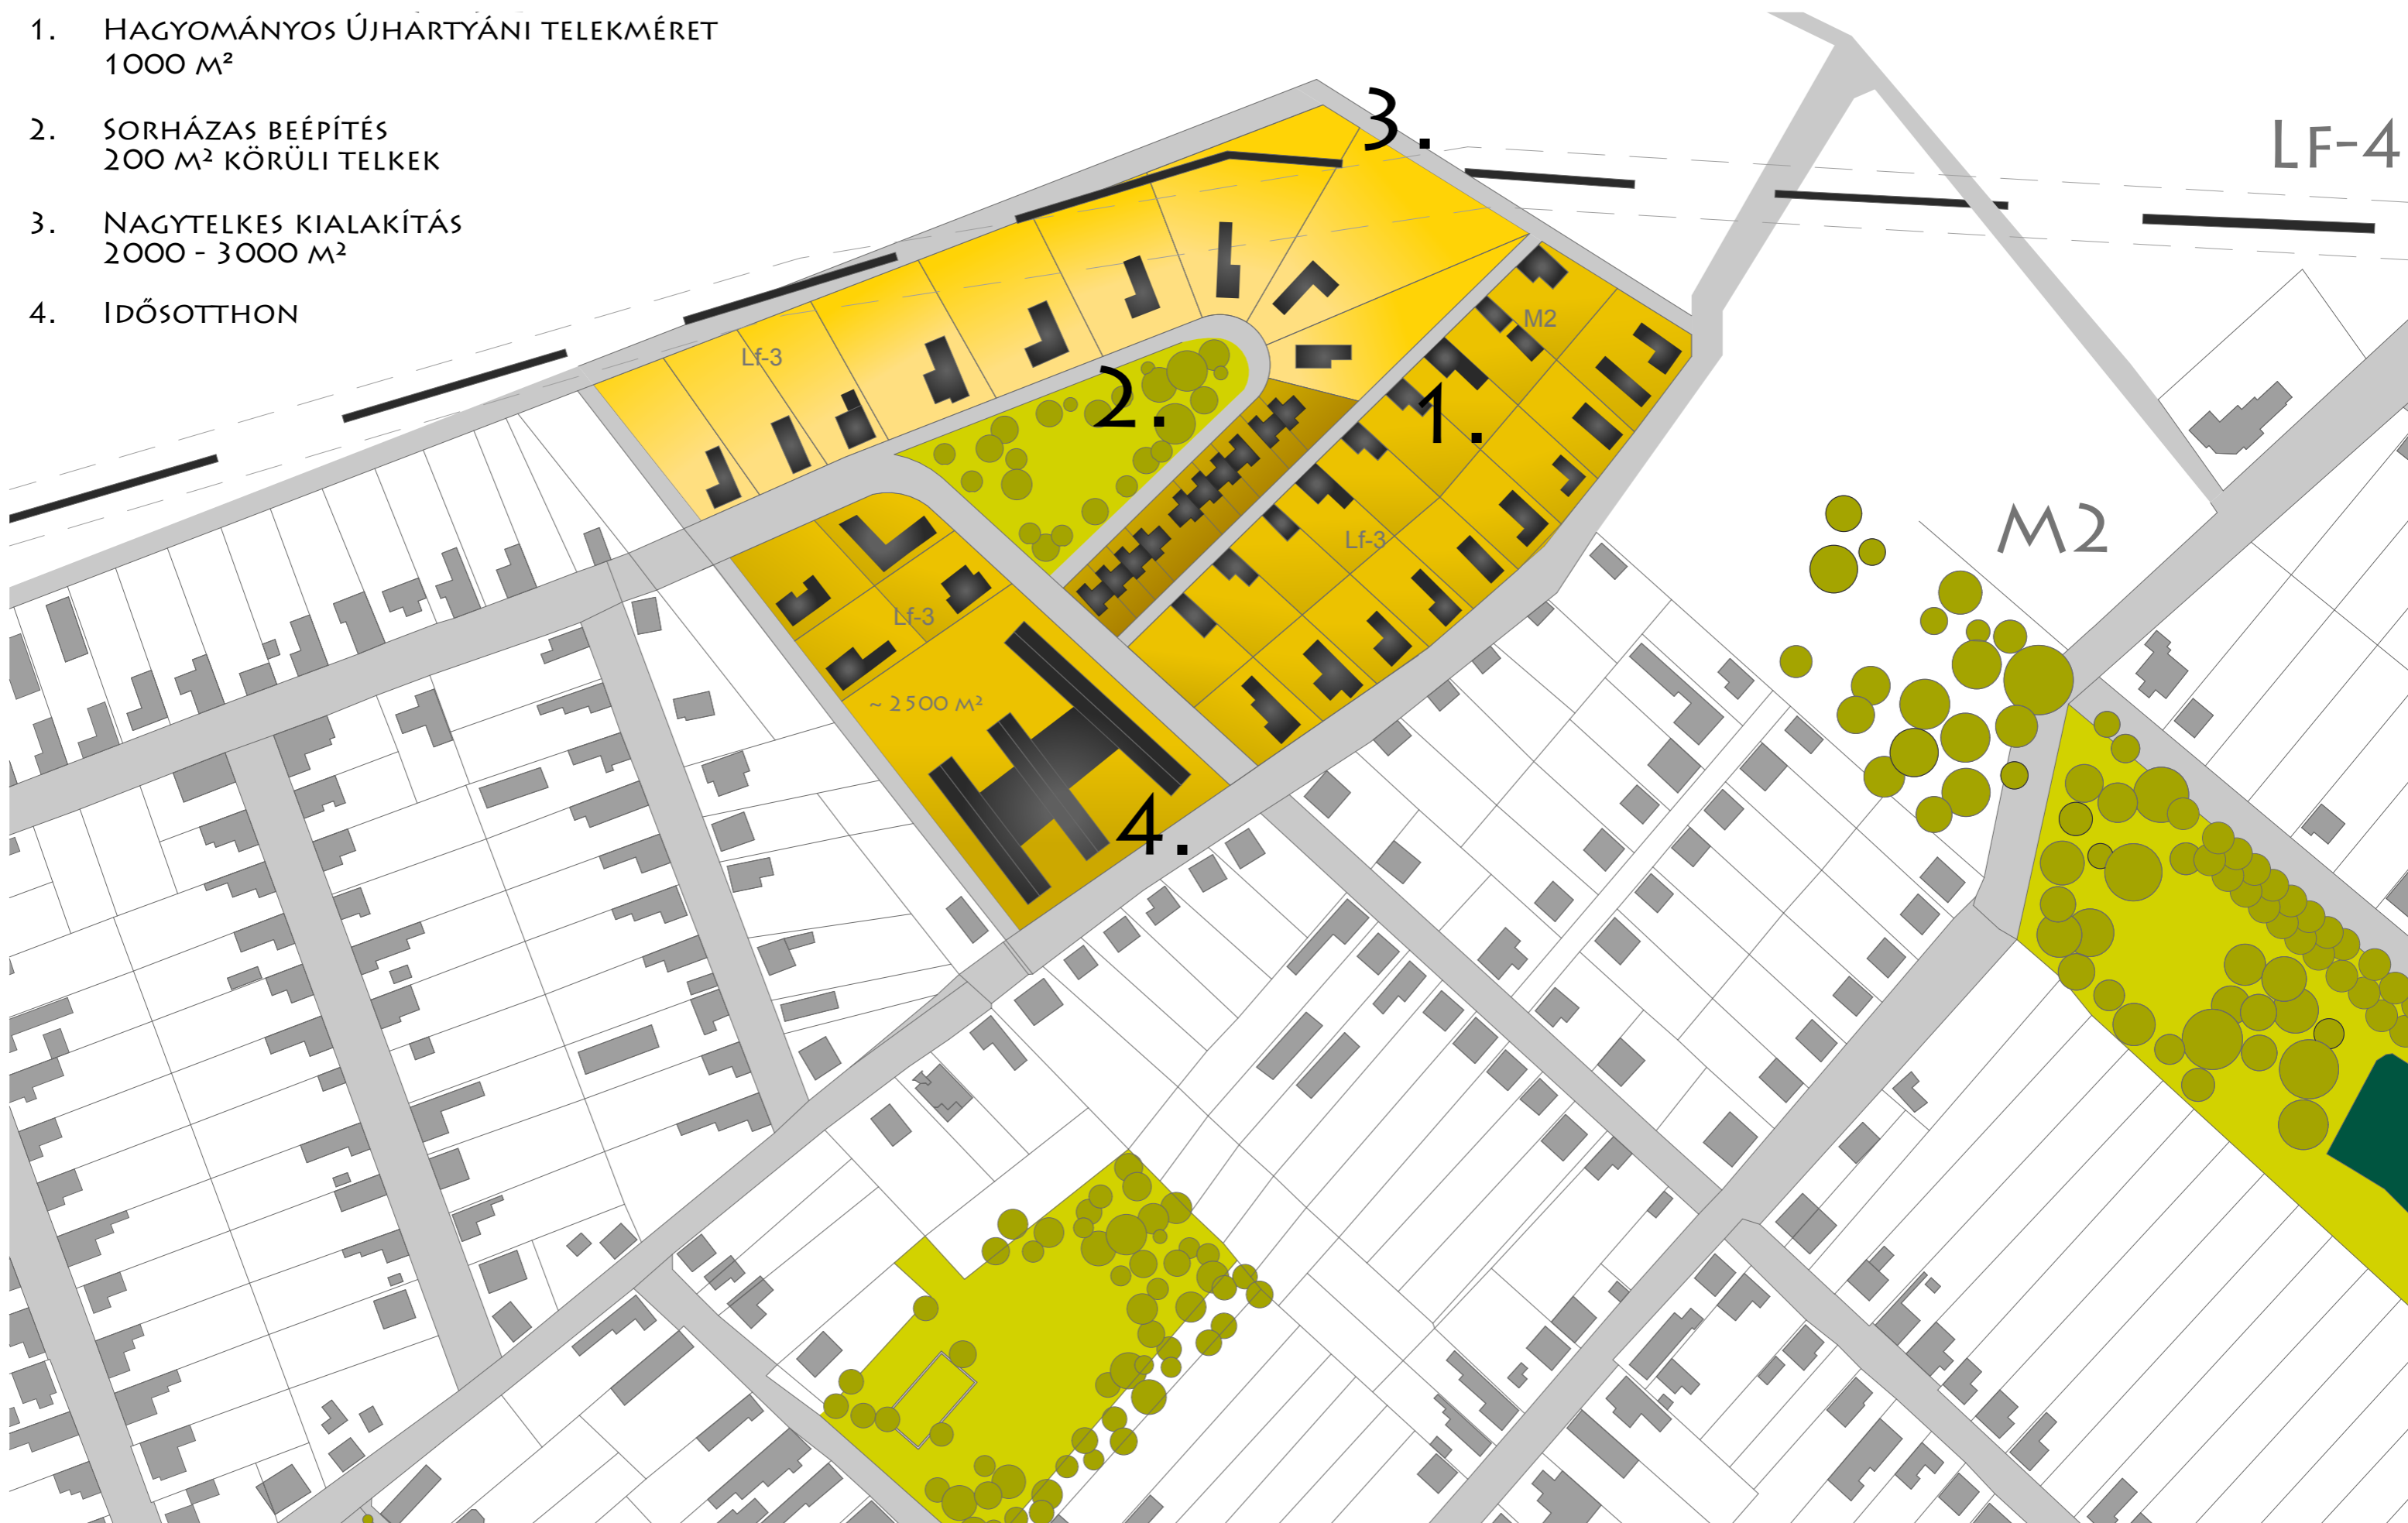 1. Hagyományos Újhartyáni telekméret
1000 m²
2. Sorházas beépítés
200 m² körüli telkek
3. Nagytelkes kialakítás
2000 - 3000 m²
4. Idősotthon
3.
Lf-4
M2
Lf-3
2.
1.
M2
Lf-3
Lf-3
~ 2500 m²
4.